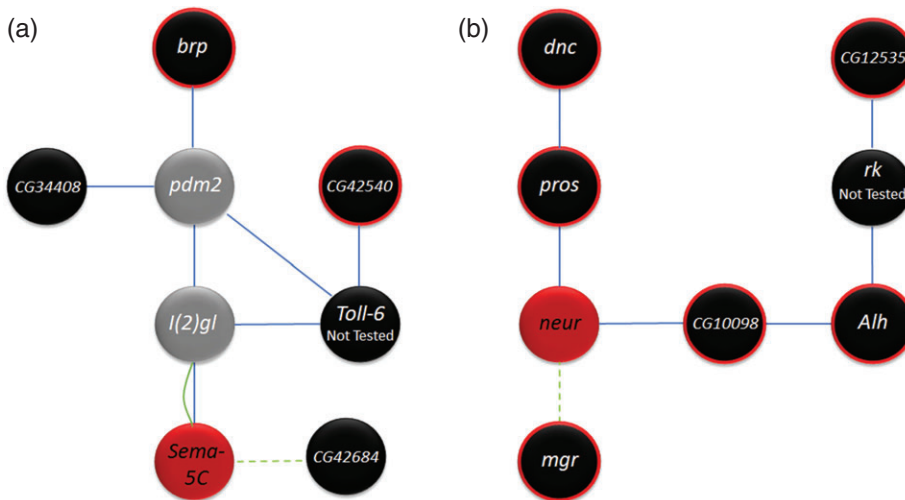 (a)
brp
CG34408
pdm2
CG42540
l(2)gl
Toll-6
Not Tested
Sema-
5C
CG42684
(b)
dnc
CG12535
pros
rk
Not Tested
neur
CG10098
Alh
mgr